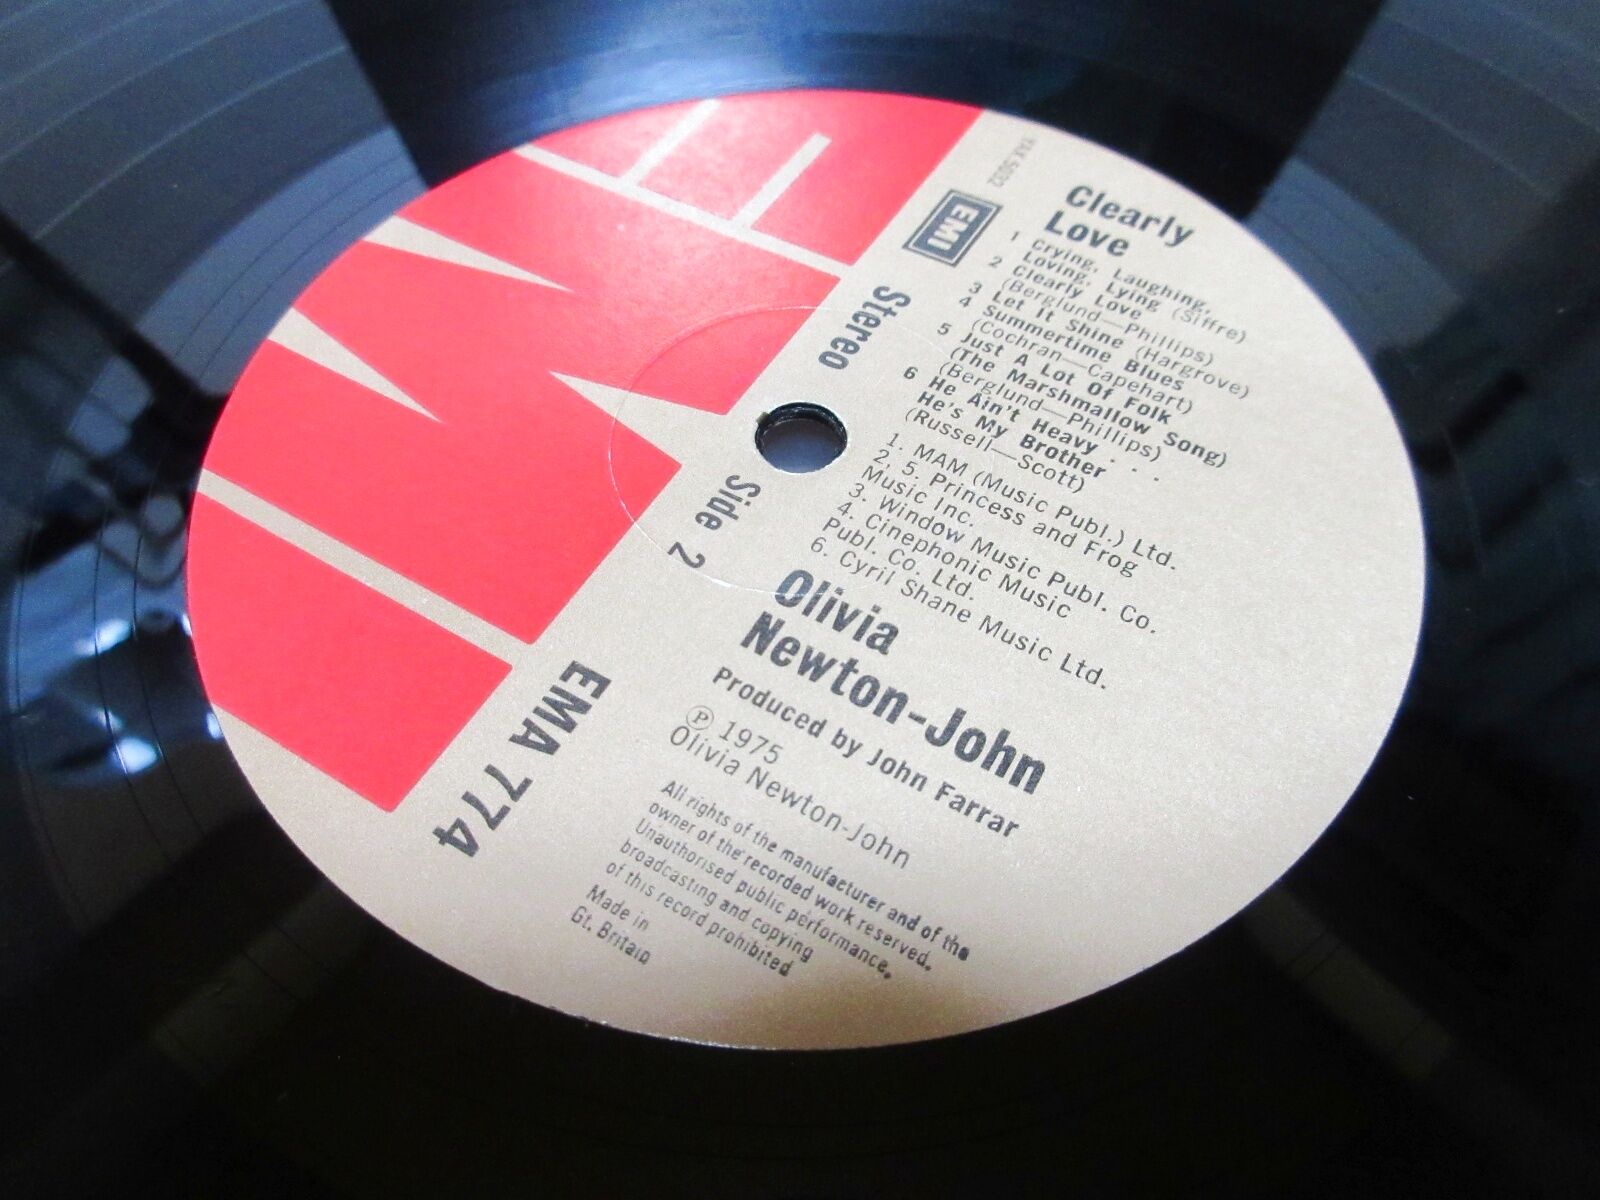 EMI
YAX 5032
EMI
Clearly
Love
1 Crying, Laughing,
Loving, Lying (Siffre)
2 Clearly Love
(Berglund—Phillips)
3 Let It Shine (Hargrove)
4 Summertime Blues
(Cochran—Capehart)
5 Just A Lot Of Folk
(The Marshmallow Song)
(Berglund—Phillips)
6 He Ain't Heavy . . .
He's My Brother
(Russell—Scott)
1. MAM (Music Publ.) Ltd.
2, 5. Princess and Frog
Music Inc.
3. Window Music Publ. Co.
4. Cinephonic Music
Publ. Co. Ltd.
6. Cyril Shane Music Ltd.
Stereo
Side 2
EMA 774
Olivia
Newton-John
Produced by John Farrar
℗ 1975
Olivia Newton-John
All rights of the manufacturer and of the
owner of the recorded work reserved.
Unauthorised public performance,
broadcasting and copying
of this record prohibited
Made in
Gt. Britain